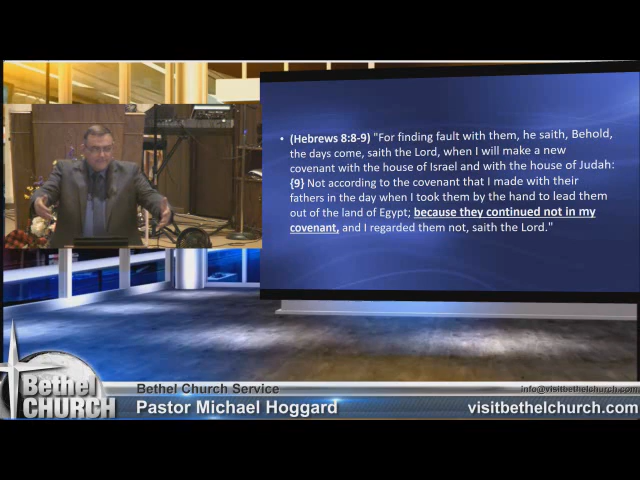 • (Hebrews 8:8-9) "For finding fault with them, he saith, Behold,
the days come, saith the Lord, when I will make a new
covenant with the house of Israel and with the house of Judah:
{9} Not according to the covenant that I made with their
fathers in the day when I took them by the hand to lead them
out of the land of Egypt; because they continued not in my
covenant, and I regarded them not, saith the Lord."
Bethel
CHURCH
Bethel Church Service
info@visitbethelchurch.com
Pastor Michael Hoggard
visitbethelchurch.com